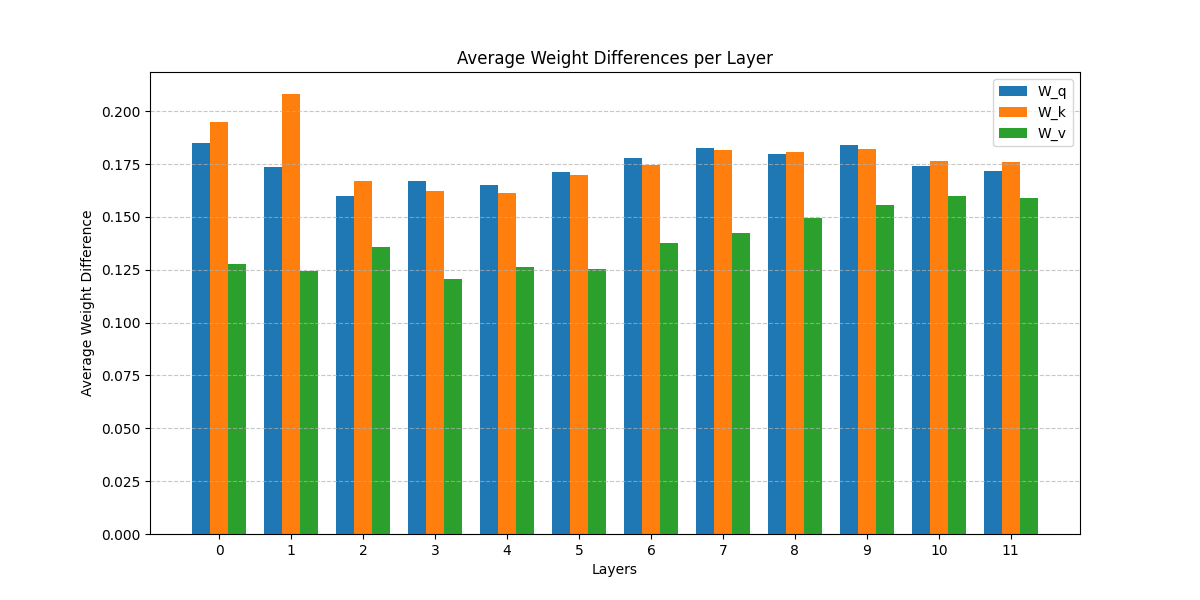 Average Weight Differences per Layer
W_q
W_k
W_v
0.200
0.175
0.150
0.125
0.100
0.075
0.050
0.025
0.000
Average Weight Difference
0 1 2 3 4 5 6 7 8 9 10 11
Layers